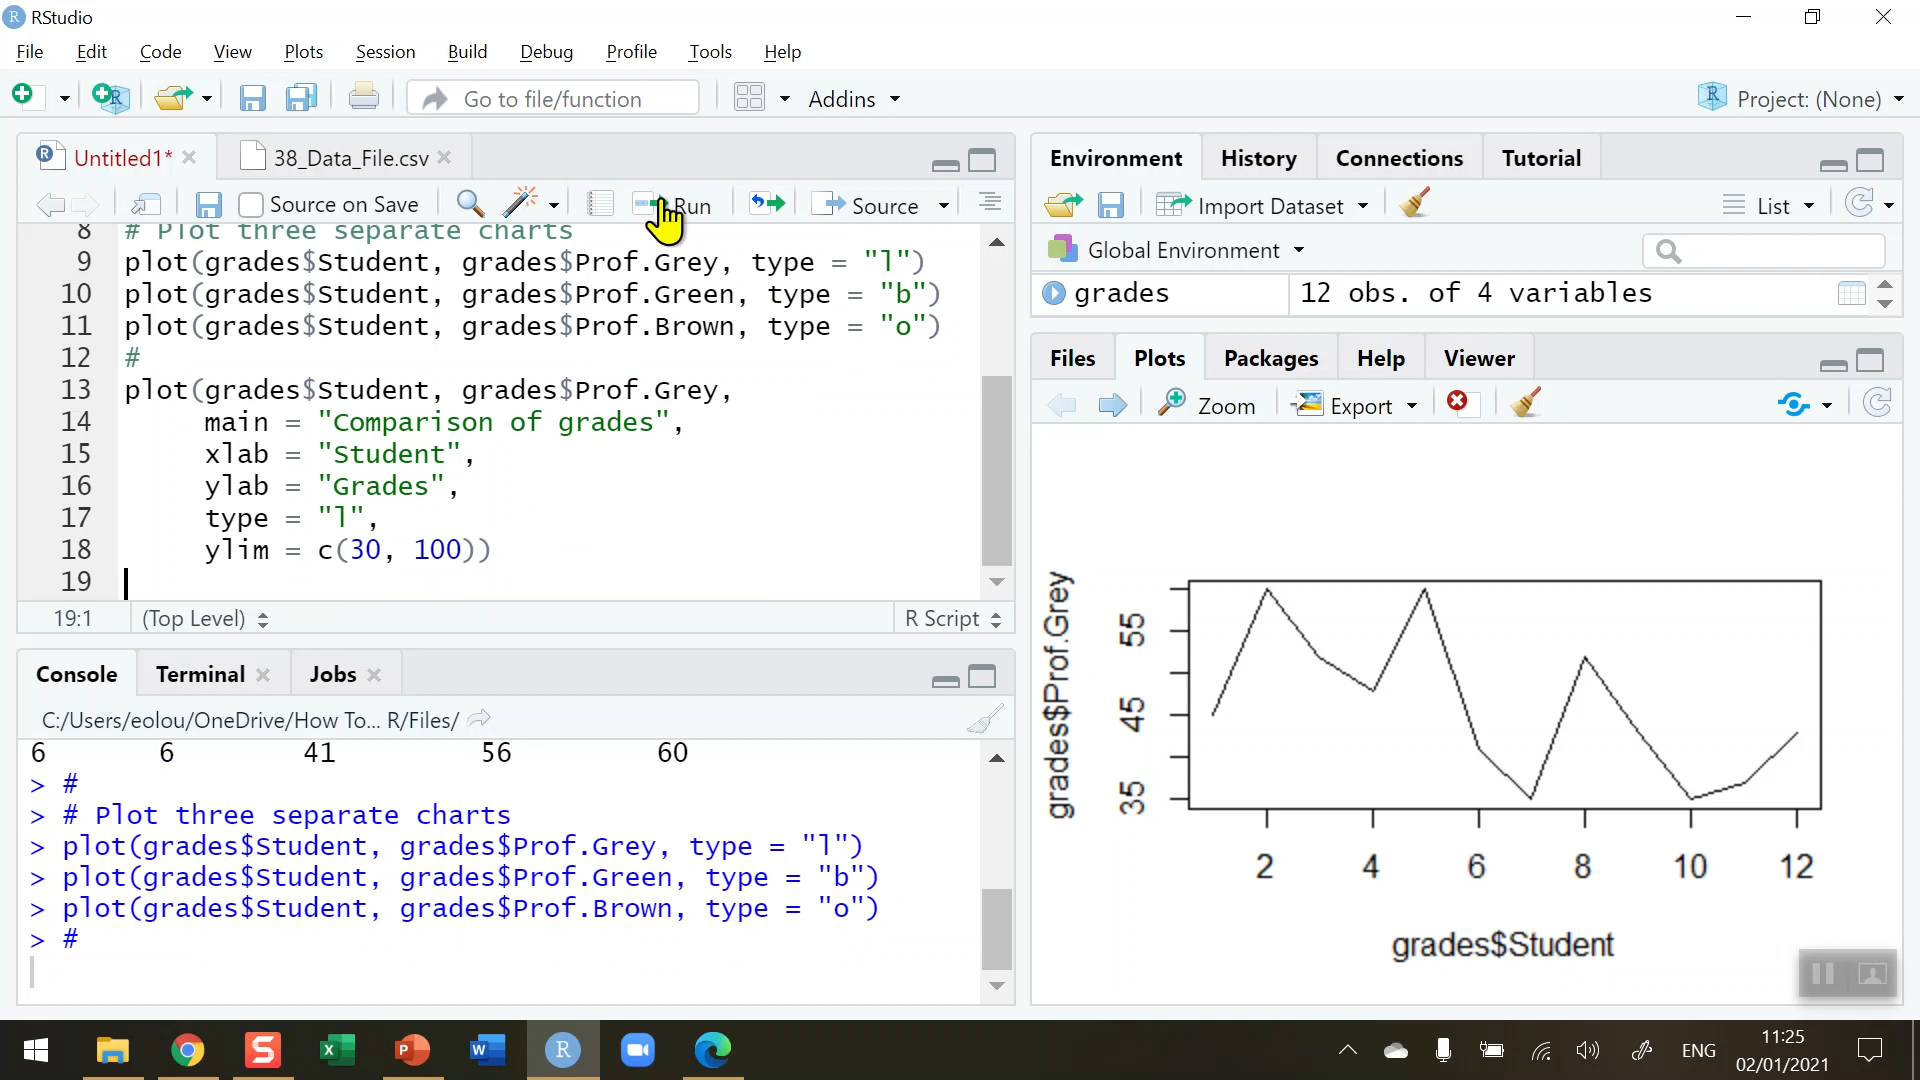 RStudio
File Edit Code View Plots Session Build Debug Profile Tools Help
Go to file/function Addins Project: (None)
Untitled1* 38_Data_File.csv
Source on Save Run Source
8 # Plot three separate charts
9 plot(grades$Student, grades$Prof.Grey, type = "l")
10 plot(grades$Student, grades$Prof.Green, type = "b")
11 plot(grades$Student, grades$Prof.Brown, type = "o")
12 #
13 plot(grades$Student, grades$Prof.Grey,
14 main = "Comparison of grades",
15 xlab = "Student",
16 ylab = "Grades",
17 type = "l",
18 ylim = c(30, 100))
19
19:1 (Top Level) R Script
Console Terminal Jobs
C:/Users/eolou/OneDrive/How To... R/Files/
6 6 41 56 60
> #
> # Plot three separate charts
> plot(grades$Student, grades$Prof.Grey, type = "l")
> plot(grades$Student, grades$Prof.Green, type = "b")
> plot(grades$Student, grades$Prof.Brown, type = "o")
> #
Environment History Connections Tutorial
Import Dataset List
Global Environment
grades 12 obs. of 4 variables
Files Plots Packages Help Viewer
Zoom Export
grades$Prof.Grey
55
45
35
2 4 6 8 10 12
grades$Student
ENG 11:25
02/01/2021